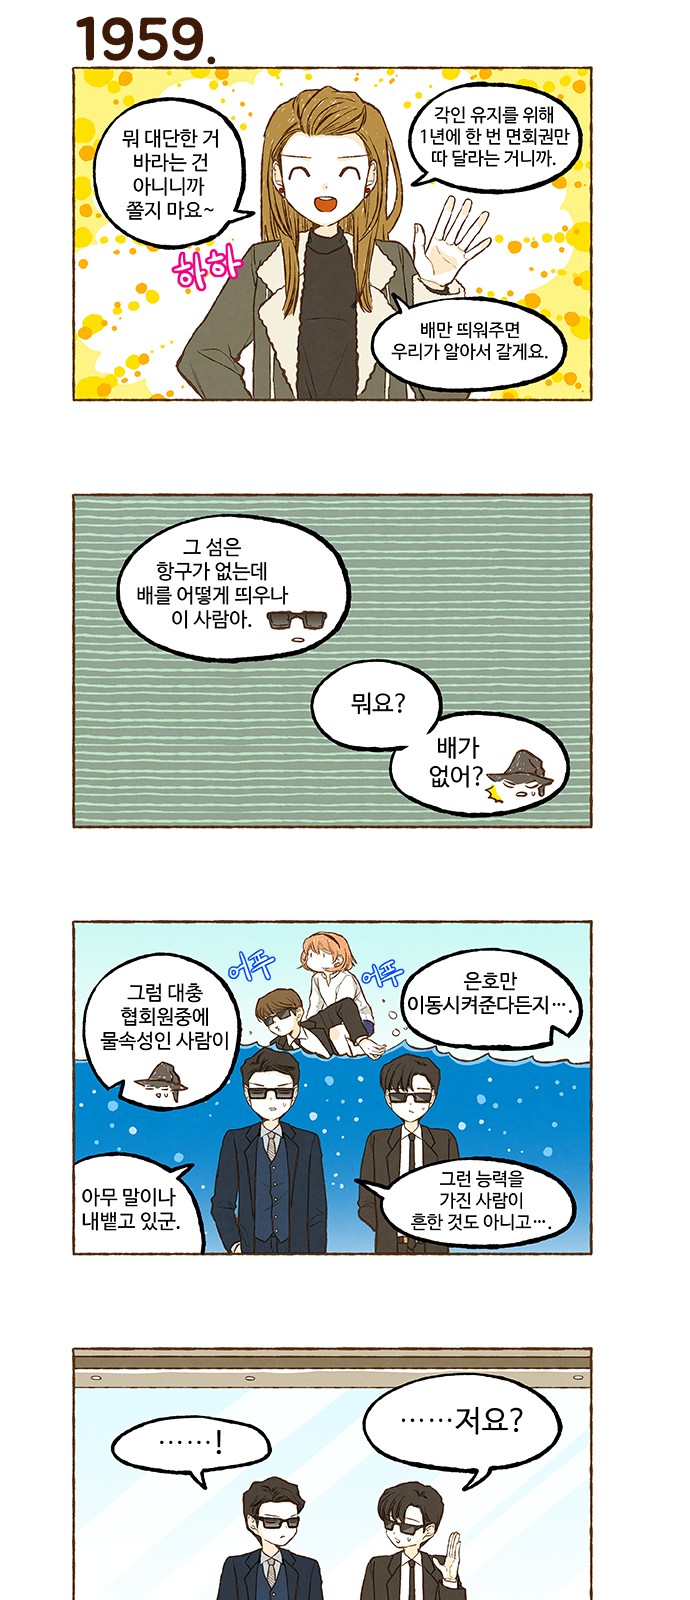 1959.
뭐 대단한 거
바라는 건
아니니까
쫄지 마요~
각인 유지를 위해
1년에 한 번 면회권만
따 달라는 거니까.
하하
배만 띄워주면
우리가 알아서 갈게요.
그 섬은
항구가 없는데
배를 어떻게 띄우나
이 사람아.
뭐요?
배가
없어?
어푸
어푸
그럼 대충
협회원중에
물속성인 사람이
은호만
이동시켜준다든지….
아무 말이나
내뱉고 있군.
그런 능력을
가진 사람이
흔한 것도 아니고….
……!
……저요?